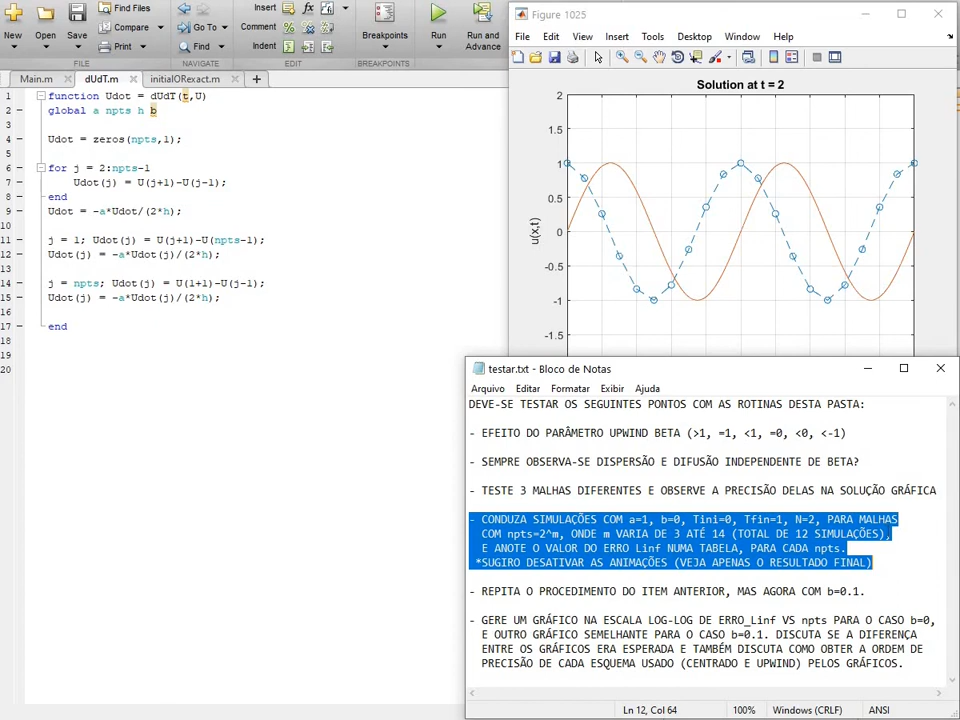 Find Files
Compare
Print
New
Open
Save
FILE
Go To
Find
NAVIGATE
Insert
fx
Comment
Indent
EDIT
Breakpoints
BREAKPOINTS
Run
Run and
Advance
Main.m
dUdT.m
initialORexact.m
1 function Udot = dUdT(t,U)
2 global a npts h b
3
4 Udot = zeros(npts,1);
5
6 for j = 2:npts-1
7 Udot(j) = U(j+1)-U(j-1);
8 end
9 Udot = -a*Udot/(2*h);
10
11 j = 1; Udot(j) = U(j+1)-U(npts-1);
12 Udot(j) = -a*Udot(j)/(2*h);
13
14 j = npts; Udot(j) = U(1+1)-U(j-1);
15 Udot(j) = -a*Udot(j)/(2*h);
16
17 end
18
19
20
Figure 1025
File Edit View Insert Tools Desktop Window Help
Solution at t = 2
2
1.5
1
0.5
0
-0.5
-1
-1.5
u(x,t)
testar.txt - Bloco de Notas
Arquivo Editar Formatar Exibir Ajuda
DEVE-SE TESTAR OS SEGUINTES PONTOS COM AS ROTINAS DESTA PASTA:
- EFEITO DO PARÂMETRO UPWIND BETA (>1, =1, <1, =0, <0, <-1)
- SEMPRE OBSERVA-SE DISPERSÃO E DIFUSÃO INDEPENDENTE DE BETA?
- TESTE 3 MALHAS DIFERENTES E OBSERVE A PRECISÃO DELAS NA SOLUÇÃO GRÁFICA
- CONDUZA SIMULAÇÕES COM a=1, b=0, Tini=0, Tfin=1, N=2, PARA MALHAS
COM npts=2^m, ONDE m VARIA DE 3 ATÉ 14 (TOTAL DE 12 SIMULAÇÕES),
E ANOTE O VALOR DO ERRO Linf NUMA TABELA, PARA CADA npts.
*SUGIRO DESATIVAR AS ANIMAÇÕES (VEJA APENAS O RESULTADO FINAL)
- REPITA O PROCEDIMENTO DO ITEM ANTERIOR, MAS AGORA COM b=0.1.
- GERE UM GRÁFICO NA ESCALA LOG-LOG DE ERRO_Linf VS npts PARA O CASO b=0,
E OUTRO GRÁFICO SEMELHANTE PARA O CASO b=0.1. DISCUTA SE A DIFERENÇA
ENTRE OS GRÁFICOS ERA ESPERADA E TAMBÉM DISCUTA COMO OBTER A ORDEM DE
PRECISÃO DE CADA ESQUEMA USADO (CENTRADO E UPWIND) PELOS GRÁFICOS.
Ln 12, Col 64 100% Windows (CRLF) ANSI